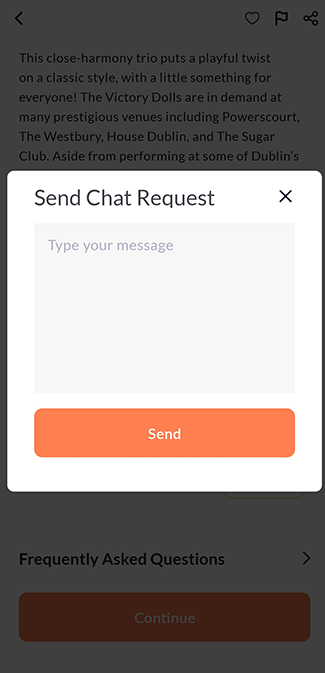 This close-harmony trio puts a playful twist
on a classic style, with a little something for
everyone! The Victory Dolls are in demand at
many prestigious venues including Powerscourt,
The Westbury, House Dublin, and The Sugar
Club. Aside from performing at some of Dublin's
Send Chat Request
Type your message
Send
Frequently Asked Questions
Continue